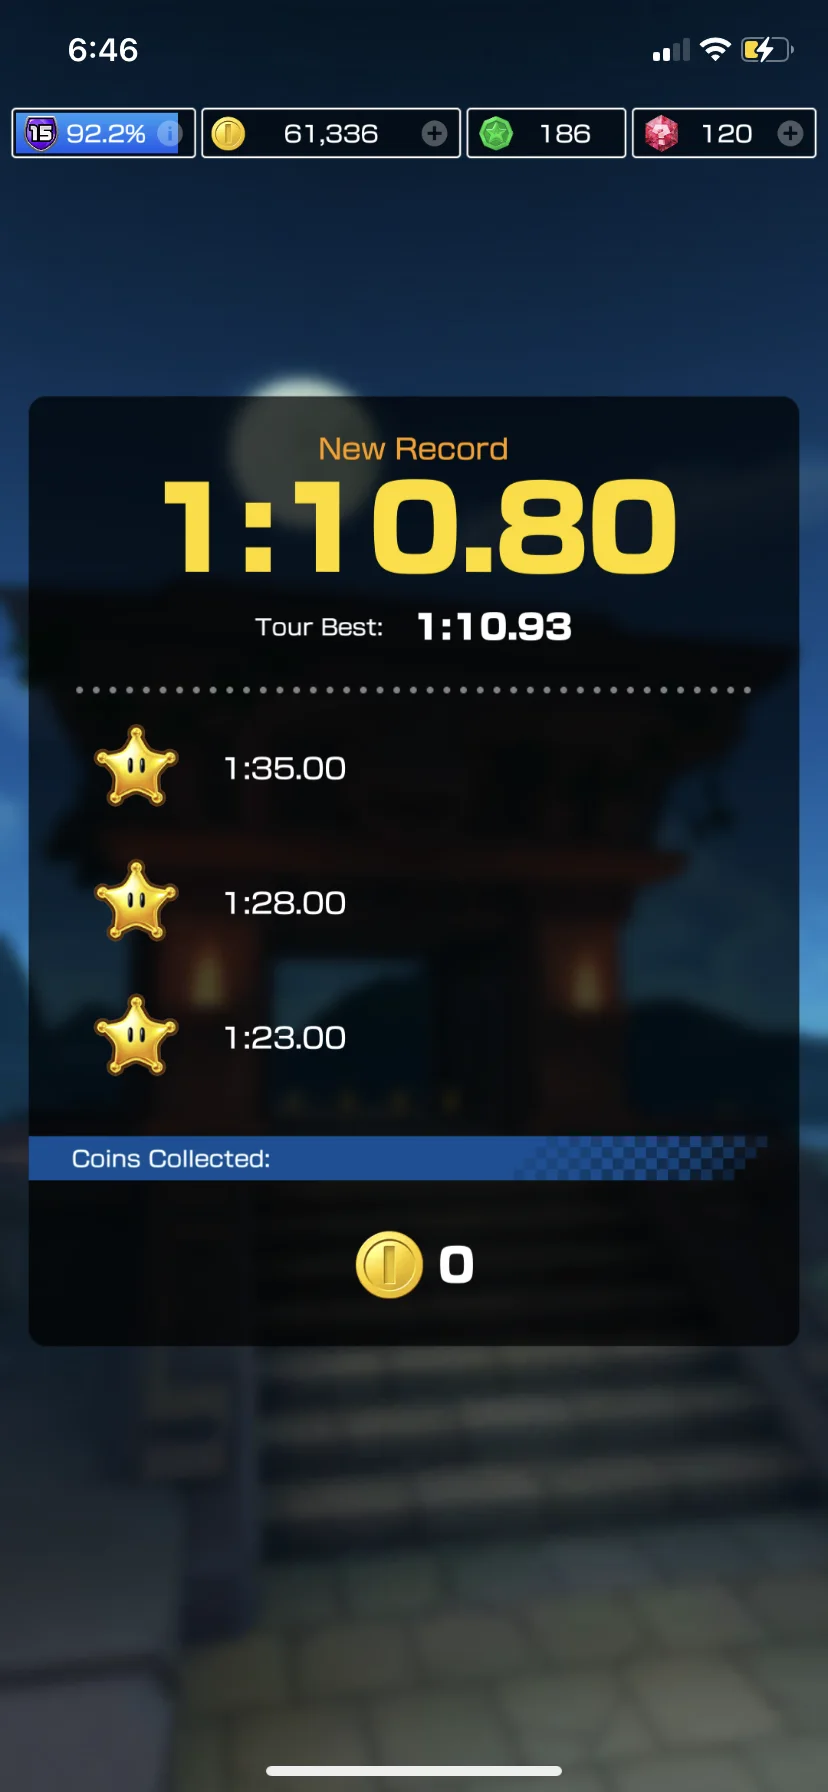 6:46
15 92.2% i 61,336 + 186 ? 120 +
New Record
1:10.80
Tour Best: 1:10.93
1:35.00
1:28.00
1:23.00
Coins Collected:
0